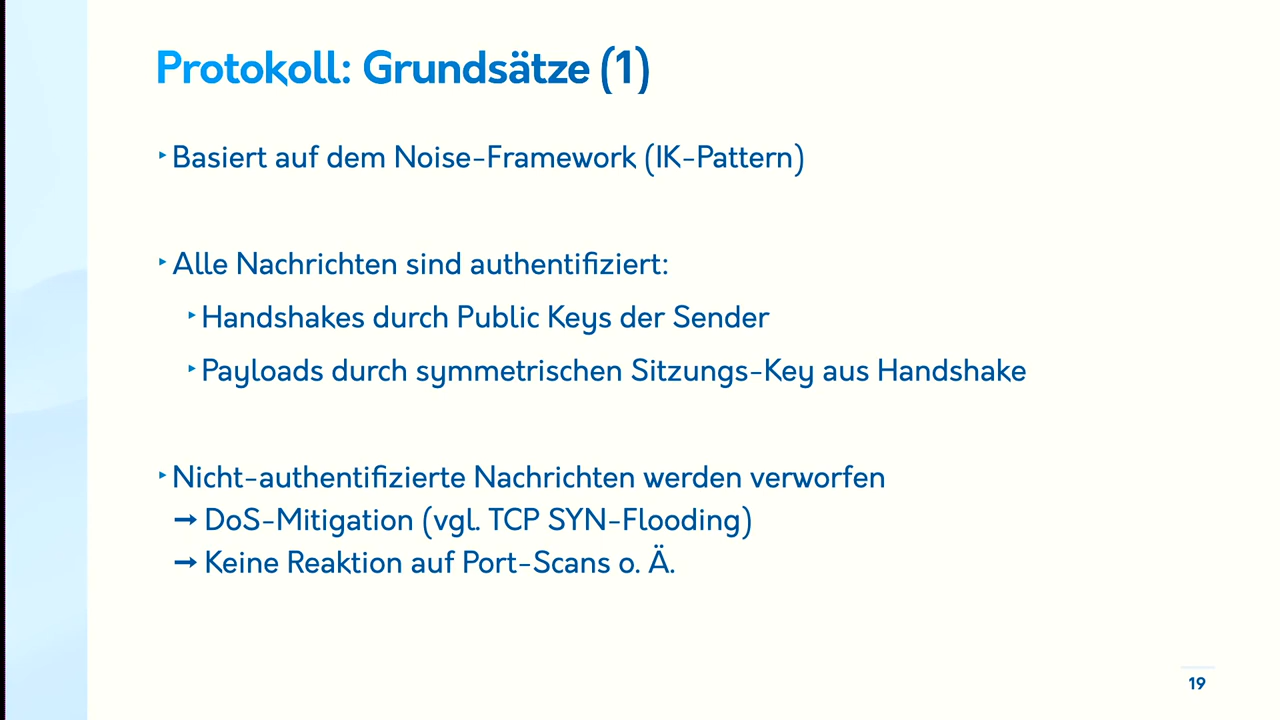 Protokoll: Grundsätze (1)
‣ Basiert auf dem Noise-Framework (IK-Pattern)
‣ Alle Nachrichten sind authentifiziert:
‣ Handshakes durch Public Keys der Sender
‣ Payloads durch symmetrischen Sitzungs-Key aus Handshake
‣ Nicht-authentifizierte Nachrichten werden verworfen
→ DoS-Mitigation (vgl. TCP SYN-Flooding)
→ Keine Reaktion auf Port-Scans o. Ä.
19